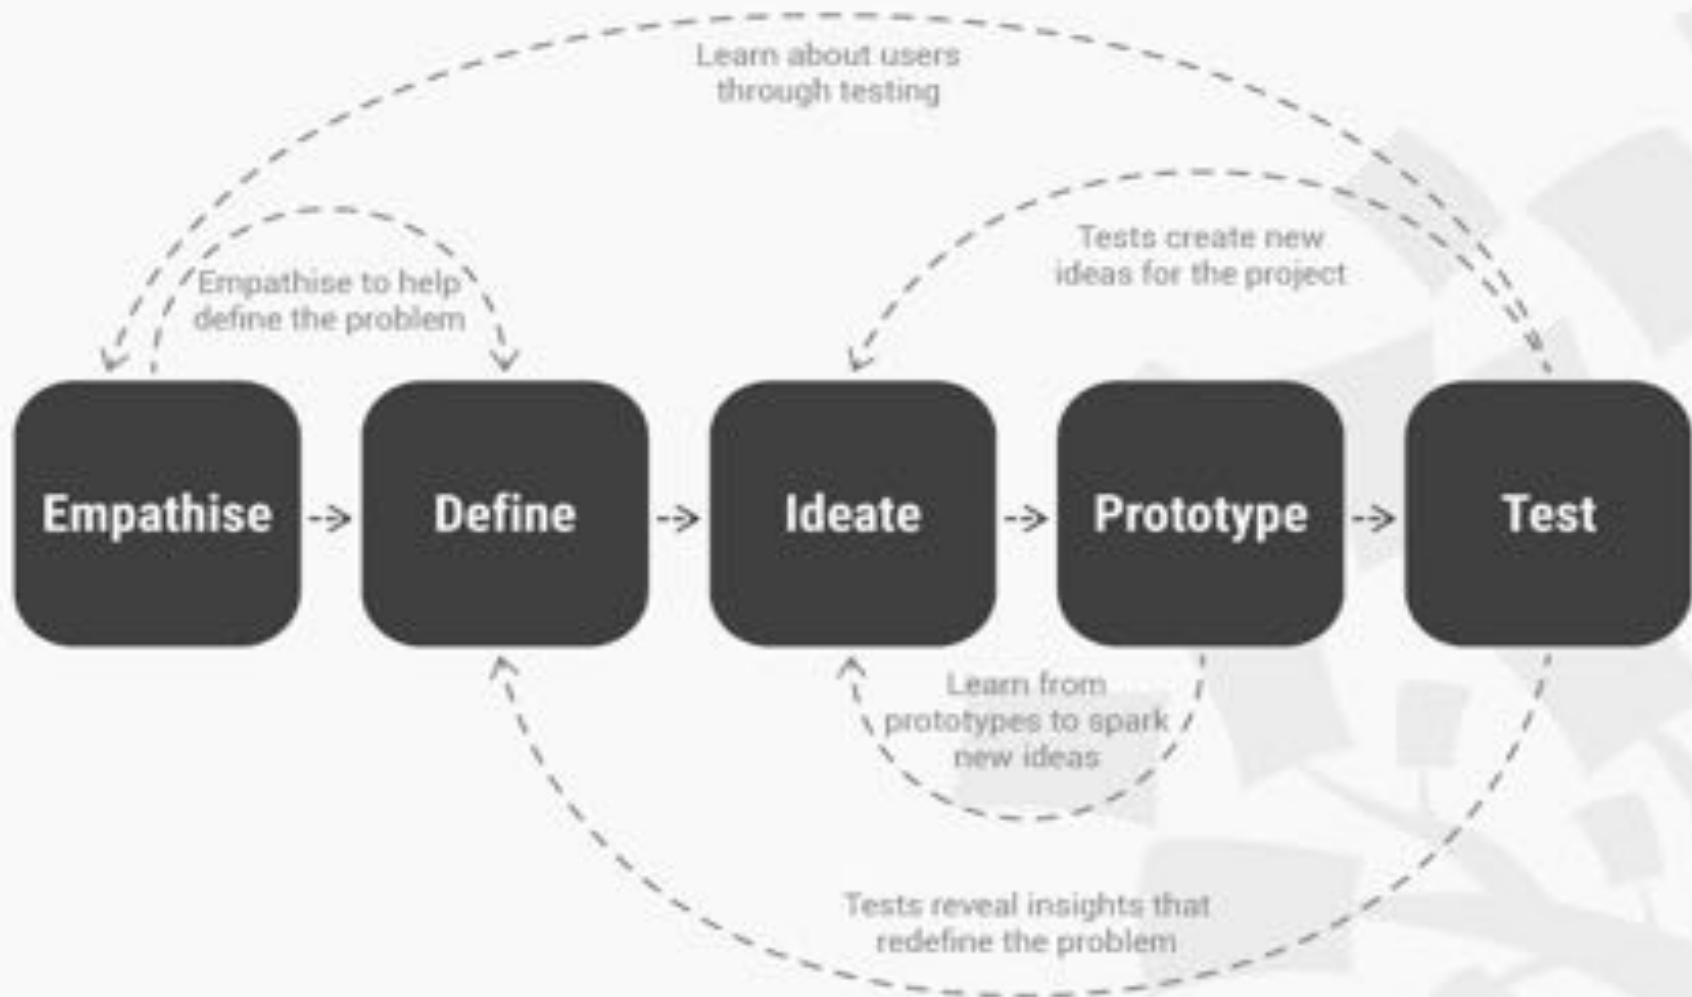 Learn about users
through testing
Tests create new
ideas for the project
Empathise to help
define the problem
Empathise
Define
Ideate
Prototype
Test
Learn from
prototypes to spark
new ideas
Tests reveal insights that
redefine the problem